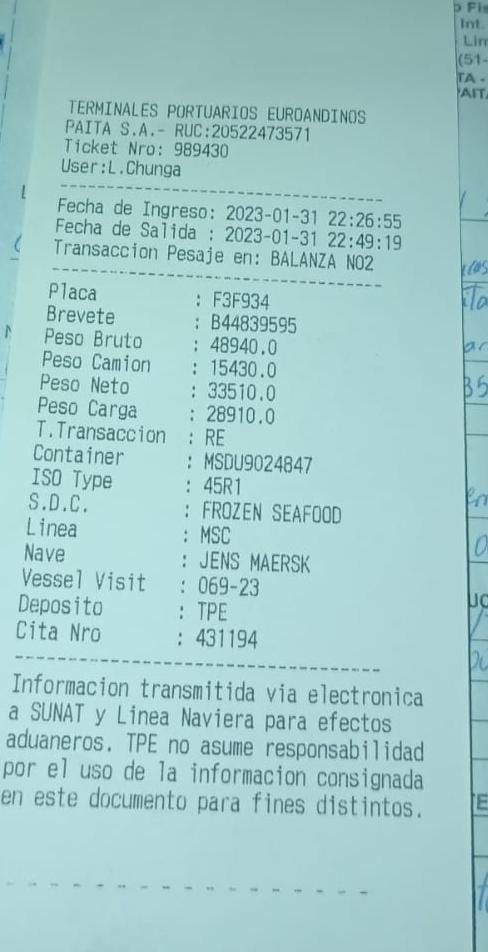 TERMINALES PORTUARIOS EUROANDINOS
PAITA S.A.- RUC:20522473571
Ticket Nro: 989430
User:L.Chunga
Fecha de Ingreso: 2023-01-31 22:26:55
Fecha de Salida : 2023-01-31 22:49:19
Transaccion Pesaje en: BALANZA NO2
Placa : F3F934
Brevete : B44839595
Peso Bruto : 48940.0
Peso Camion : 15430.0
Peso Neto : 33510.0
Peso Carga : 28910.0
T.Transaccion : RE
Container : MSDU9024847
ISO Type : 45R1
S.D.C. : FROZEN SEAFOOD
Linea : MSC
Nave : JENS MAERSK
Vessel Visit : 069-23
Deposito : TPE
Cita Nro : 431194
Informacion transmitida via electronica
a SUNAT y Linea Naviera para efectos
aduaneros. TPE no asume responsabilidad
por el uso de la informacion consignada
en este documento para fines distintos.
Int.
(51-